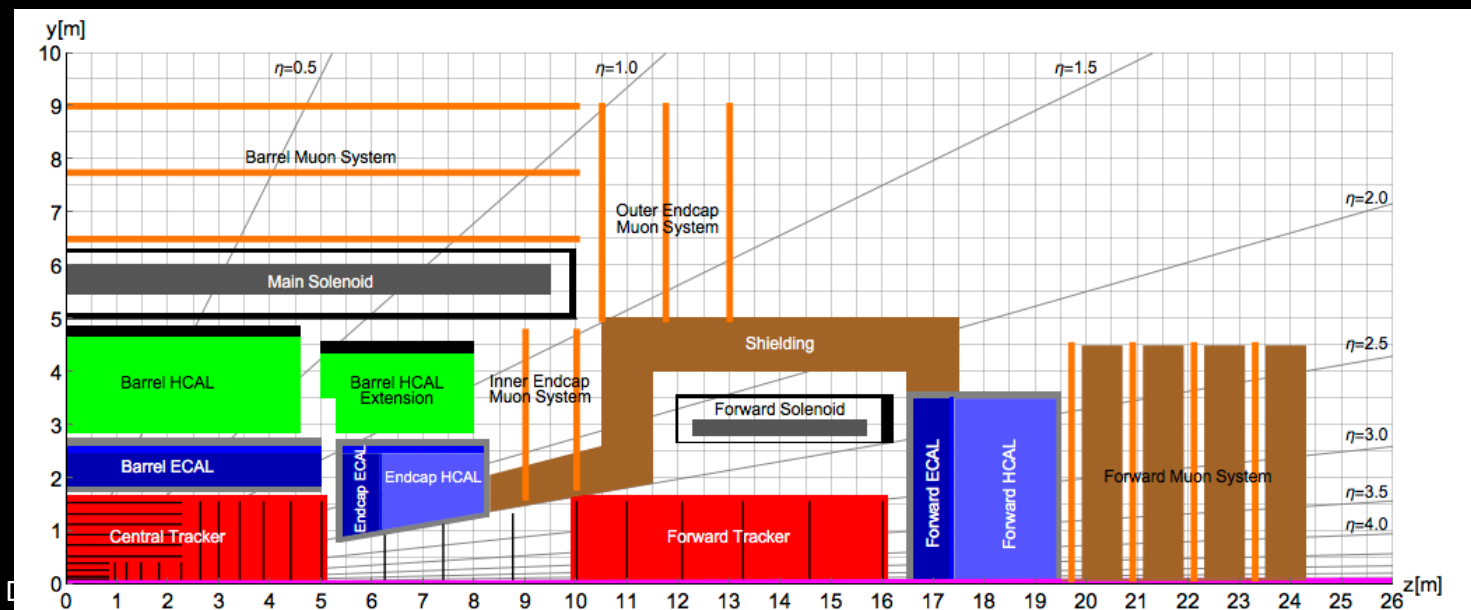 y[m]
10
η=0.5
η=1.0
η=1.5
9
Barrel Muon System
8
7
Outer Endcap
Muon System
η=2.0
6
Main Solenoid
5
Shielding
η=2.5
4
Barrel HCAL
Barrel HCAL
Extension
Inner Endcap
Muon System
3
Forward Solenoid
η=3.0
2
Barrel ECAL
Endcap ECAL
Endcap HCAL
Forward ECAL
Forward HCAL
Forward Muon System
η=3.5
1
Central Tracker
Forward Tracker
η=4.0
0
0 1 2 3 4 5 6 7 8 9 10 11 12 13 14 15 16 17 18 19 20 21 22 23 24 25 26 z[m]